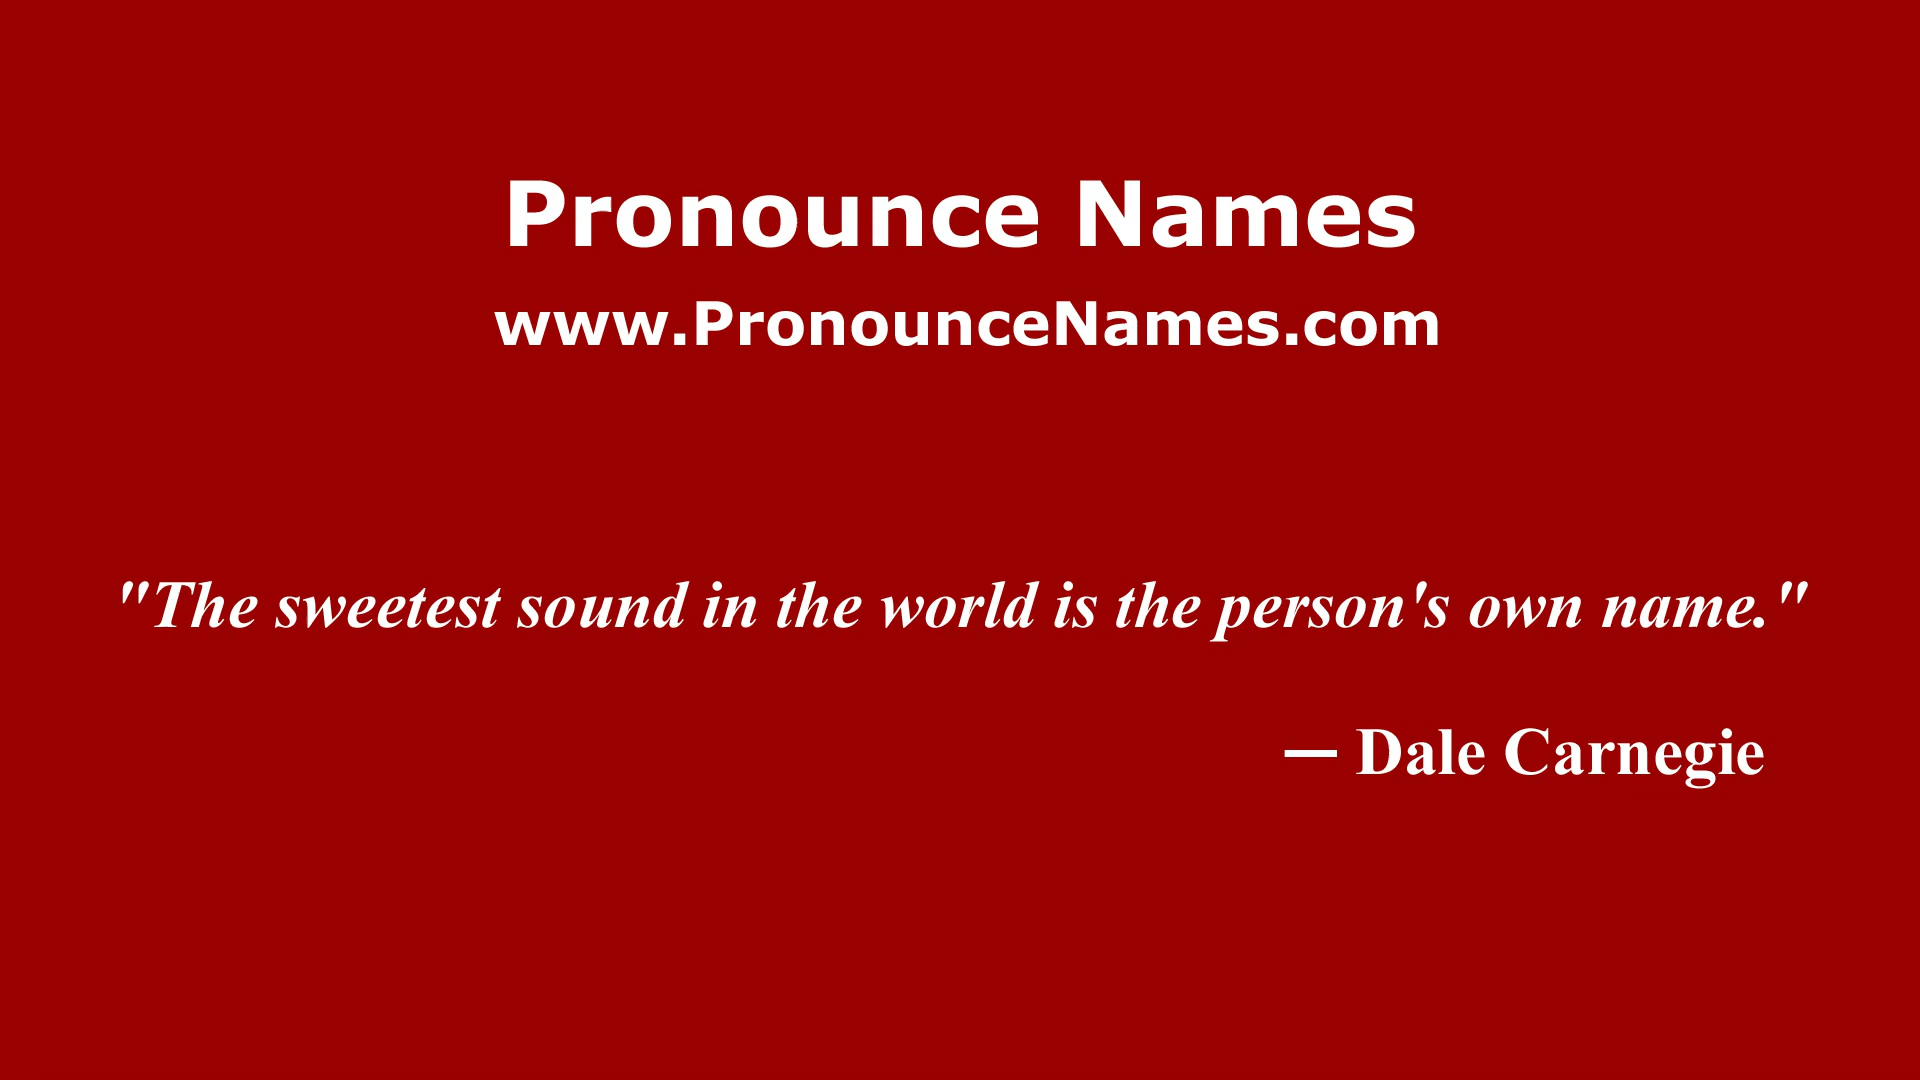 Pronounce Names
www.PronounceNames.com
"The sweetest sound in the world is the person's own name."
— Dale Carnegie